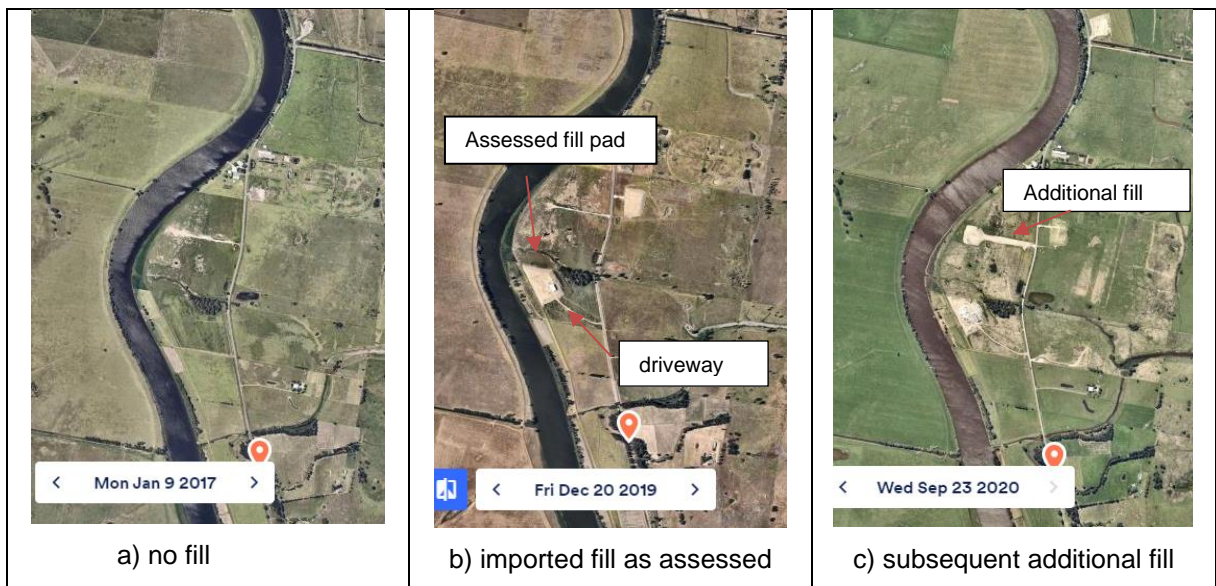 Assessed fill pad
driveway
Additional fill
< Mon Jan 9 2017 >
< Fri Dec 20 2019 >
< Wed Sep 23 2020 >
a) no fill
b) imported fill as assessed
c) subsequent additional fill